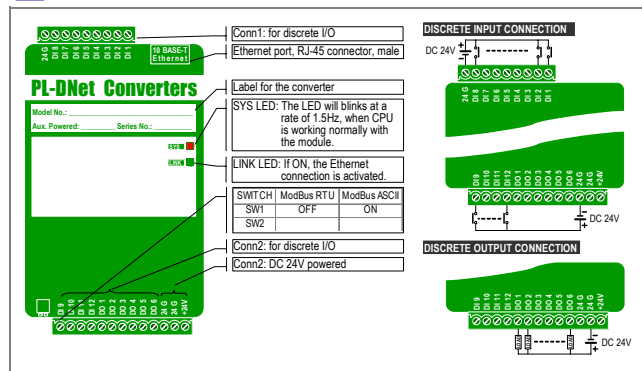 Conn1: for discrete I/O
Ethernet port, RJ-45 connector, male
24 G
DI 8
DI 7
DI 6
DI 5
DI 4
DI 3
DI 2
DI 1
10 BASE-T
Ethernet
PL-DNet Converters
Model No.:
Aux. Powered: Series No.:
SYS
LINK
Label for the converter
SYS LED: The LED will blinks at a
rate of 1.5Hz, when CPU
is working normally with
the module.
LINK LED: If ON, the Ethernet
connection is activated.
SWITCH ModBus RTU ModBus ASCII
SW1 OFF ON
SW2
Conn2: for discrete I/O
Conn2: DC 24V powered
DI 9
DI 10
DI 11
DI 12
DO 1
DO 2
DO 3
DO 4
DO 5
DO 6
24 G
24 G
+24V
DISCRETE INPUT CONNECTION
DC 24V
24 G
DI 8
DI 7
DI 6
DI 5
DI 4
DI 3
DI 2
DI 1
DI 9
DI 10
DI 11
DI 12
DO 1
DO 2
DO 3
DO 4
DO 5
DO 6
24 G
24 G
+24V
DC 24V
DISCRETE OUTPUT CONNECTION
DI 9
DI 10
DI 11
DI 12
DO 1
DO 2
DO 3
DO 4
DO 5
DO 6
24 G
24 G
+24V
DC 24V